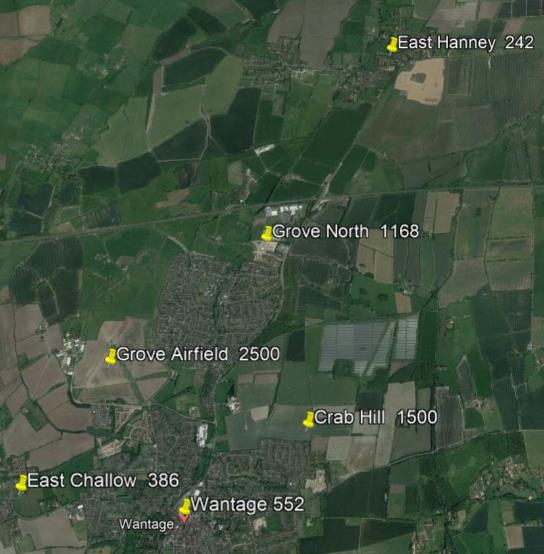 East Hanney 242
Grove North 1168
Grove Airfield 2500
Crab Hill 1500
East Challow 386
Wantage 552
Wantage